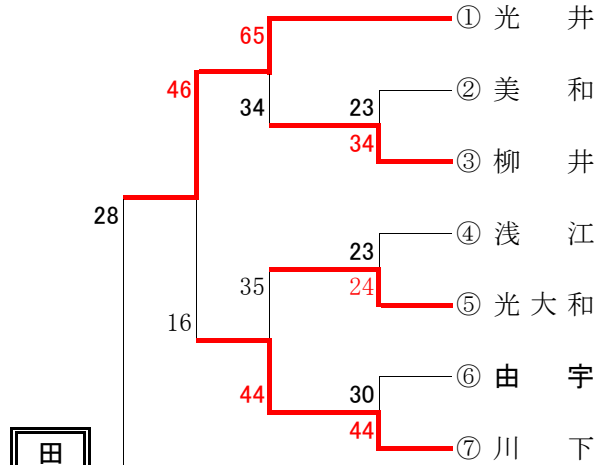 65
① 光 井
46
34
23
② 美 和
34
③ 柳 井
28
23
④ 浅 江
35
24
⑤ 光 大 和
16
44
30
⑥ 由 宇
44
⑦ 川 下
田